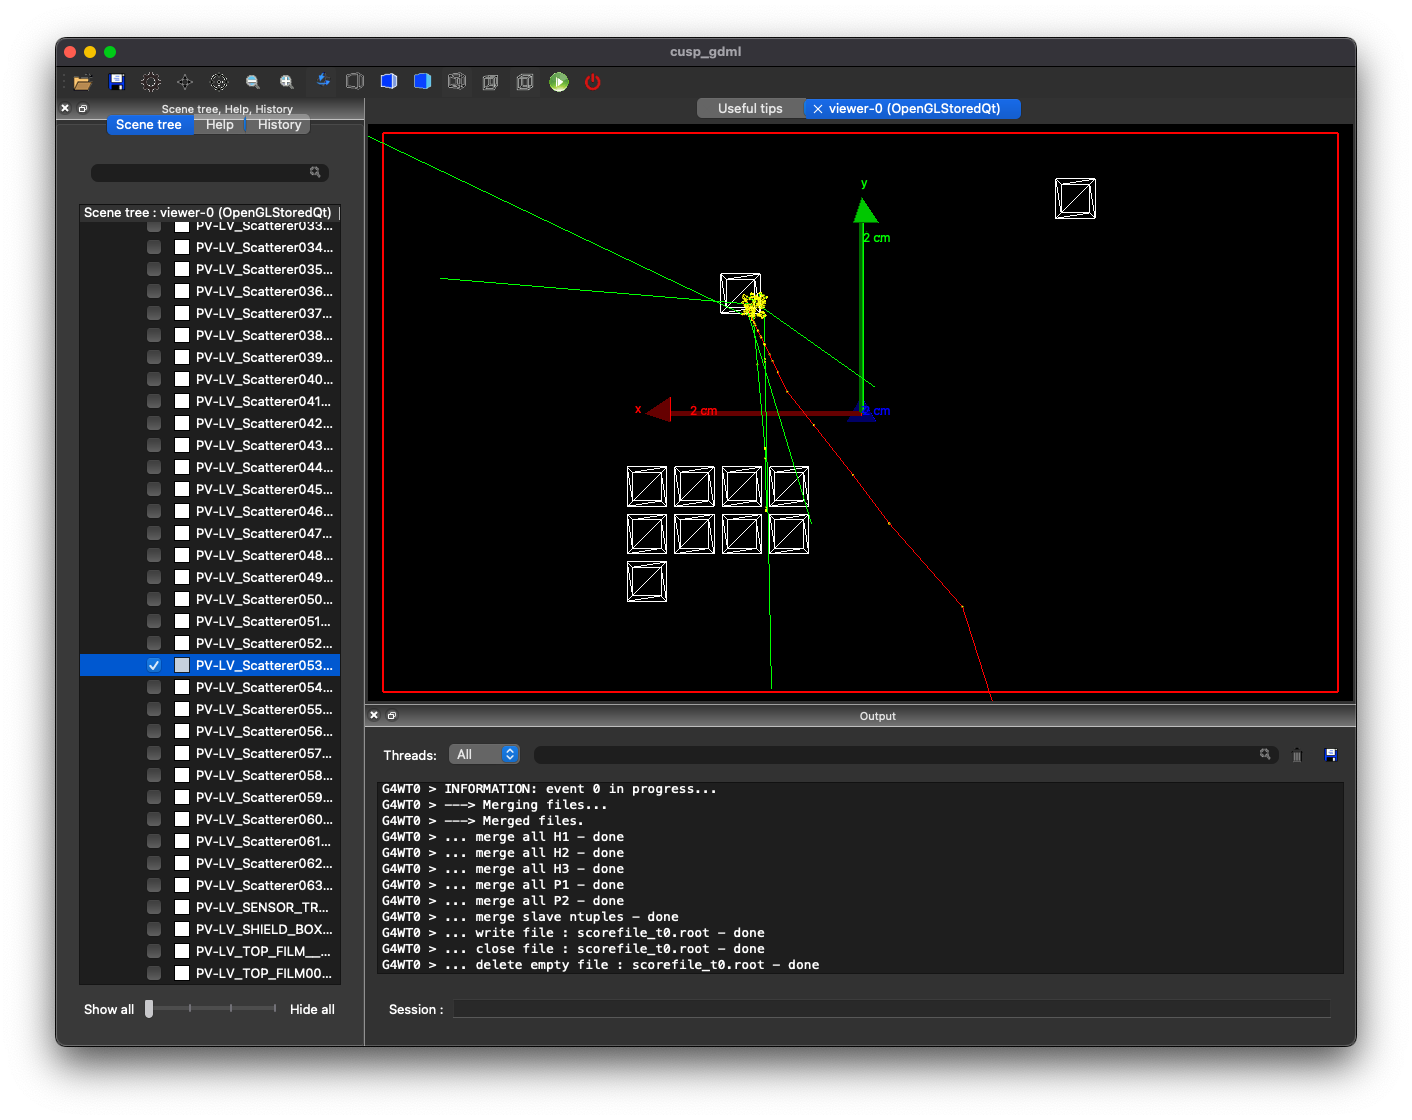 cusp_gdml
Scene tree, Help, History
Scene tree
Help
History
Useful tips
viewer-0 (OpenGLStoredQt)
Scene tree : viewer-0 (OpenGLStoredQt)
PV-LV_Scatterer033...
PV-LV_Scatterer034...
PV-LV_Scatterer035...
PV-LV_Scatterer036...
PV-LV_Scatterer037...
PV-LV_Scatterer038...
PV-LV_Scatterer039...
PV-LV_Scatterer040...
PV-LV_Scatterer041...
PV-LV_Scatterer042...
PV-LV_Scatterer043...
PV-LV_Scatterer044...
PV-LV_Scatterer045...
PV-LV_Scatterer046...
PV-LV_Scatterer047...
PV-LV_Scatterer048...
PV-LV_Scatterer049...
PV-LV_Scatterer050...
PV-LV_Scatterer051...
PV-LV_Scatterer052...
PV-LV_Scatterer053...
PV-LV_Scatterer054...
PV-LV_Scatterer055...
PV-LV_Scatterer056...
PV-LV_Scatterer057...
PV-LV_Scatterer058...
PV-LV_Scatterer059...
PV-LV_Scatterer060...
PV-LV_Scatterer061...
PV-LV_Scatterer062...
PV-LV_Scatterer063...
PV-LV_SENSOR_TR...
PV-LV_SHIELD_BOX...
PV-LV_TOP_FILM__...
PV-LV_TOP_FILM00...
Show all
Hide all
y
2 cm
x
2 cm
cm
Output
Threads:
All
G4WT0 > INFORMATION: event 0 in progress...
G4WT0 > ---> Merging files...
G4WT0 > ---> Merged files.
G4WT0 > ... merge all H1 - done
G4WT0 > ... merge all H2 - done
G4WT0 > ... merge all H3 - done
G4WT0 > ... merge all P1 - done
G4WT0 > ... merge all P2 - done
G4WT0 > ... merge slave ntuples - done
G4WT0 > ... write file : scorefile_t0.root - done
G4WT0 > ... close file : scorefile_t0.root - done
G4WT0 > ... delete empty file : scorefile_t0.root - done
Session :